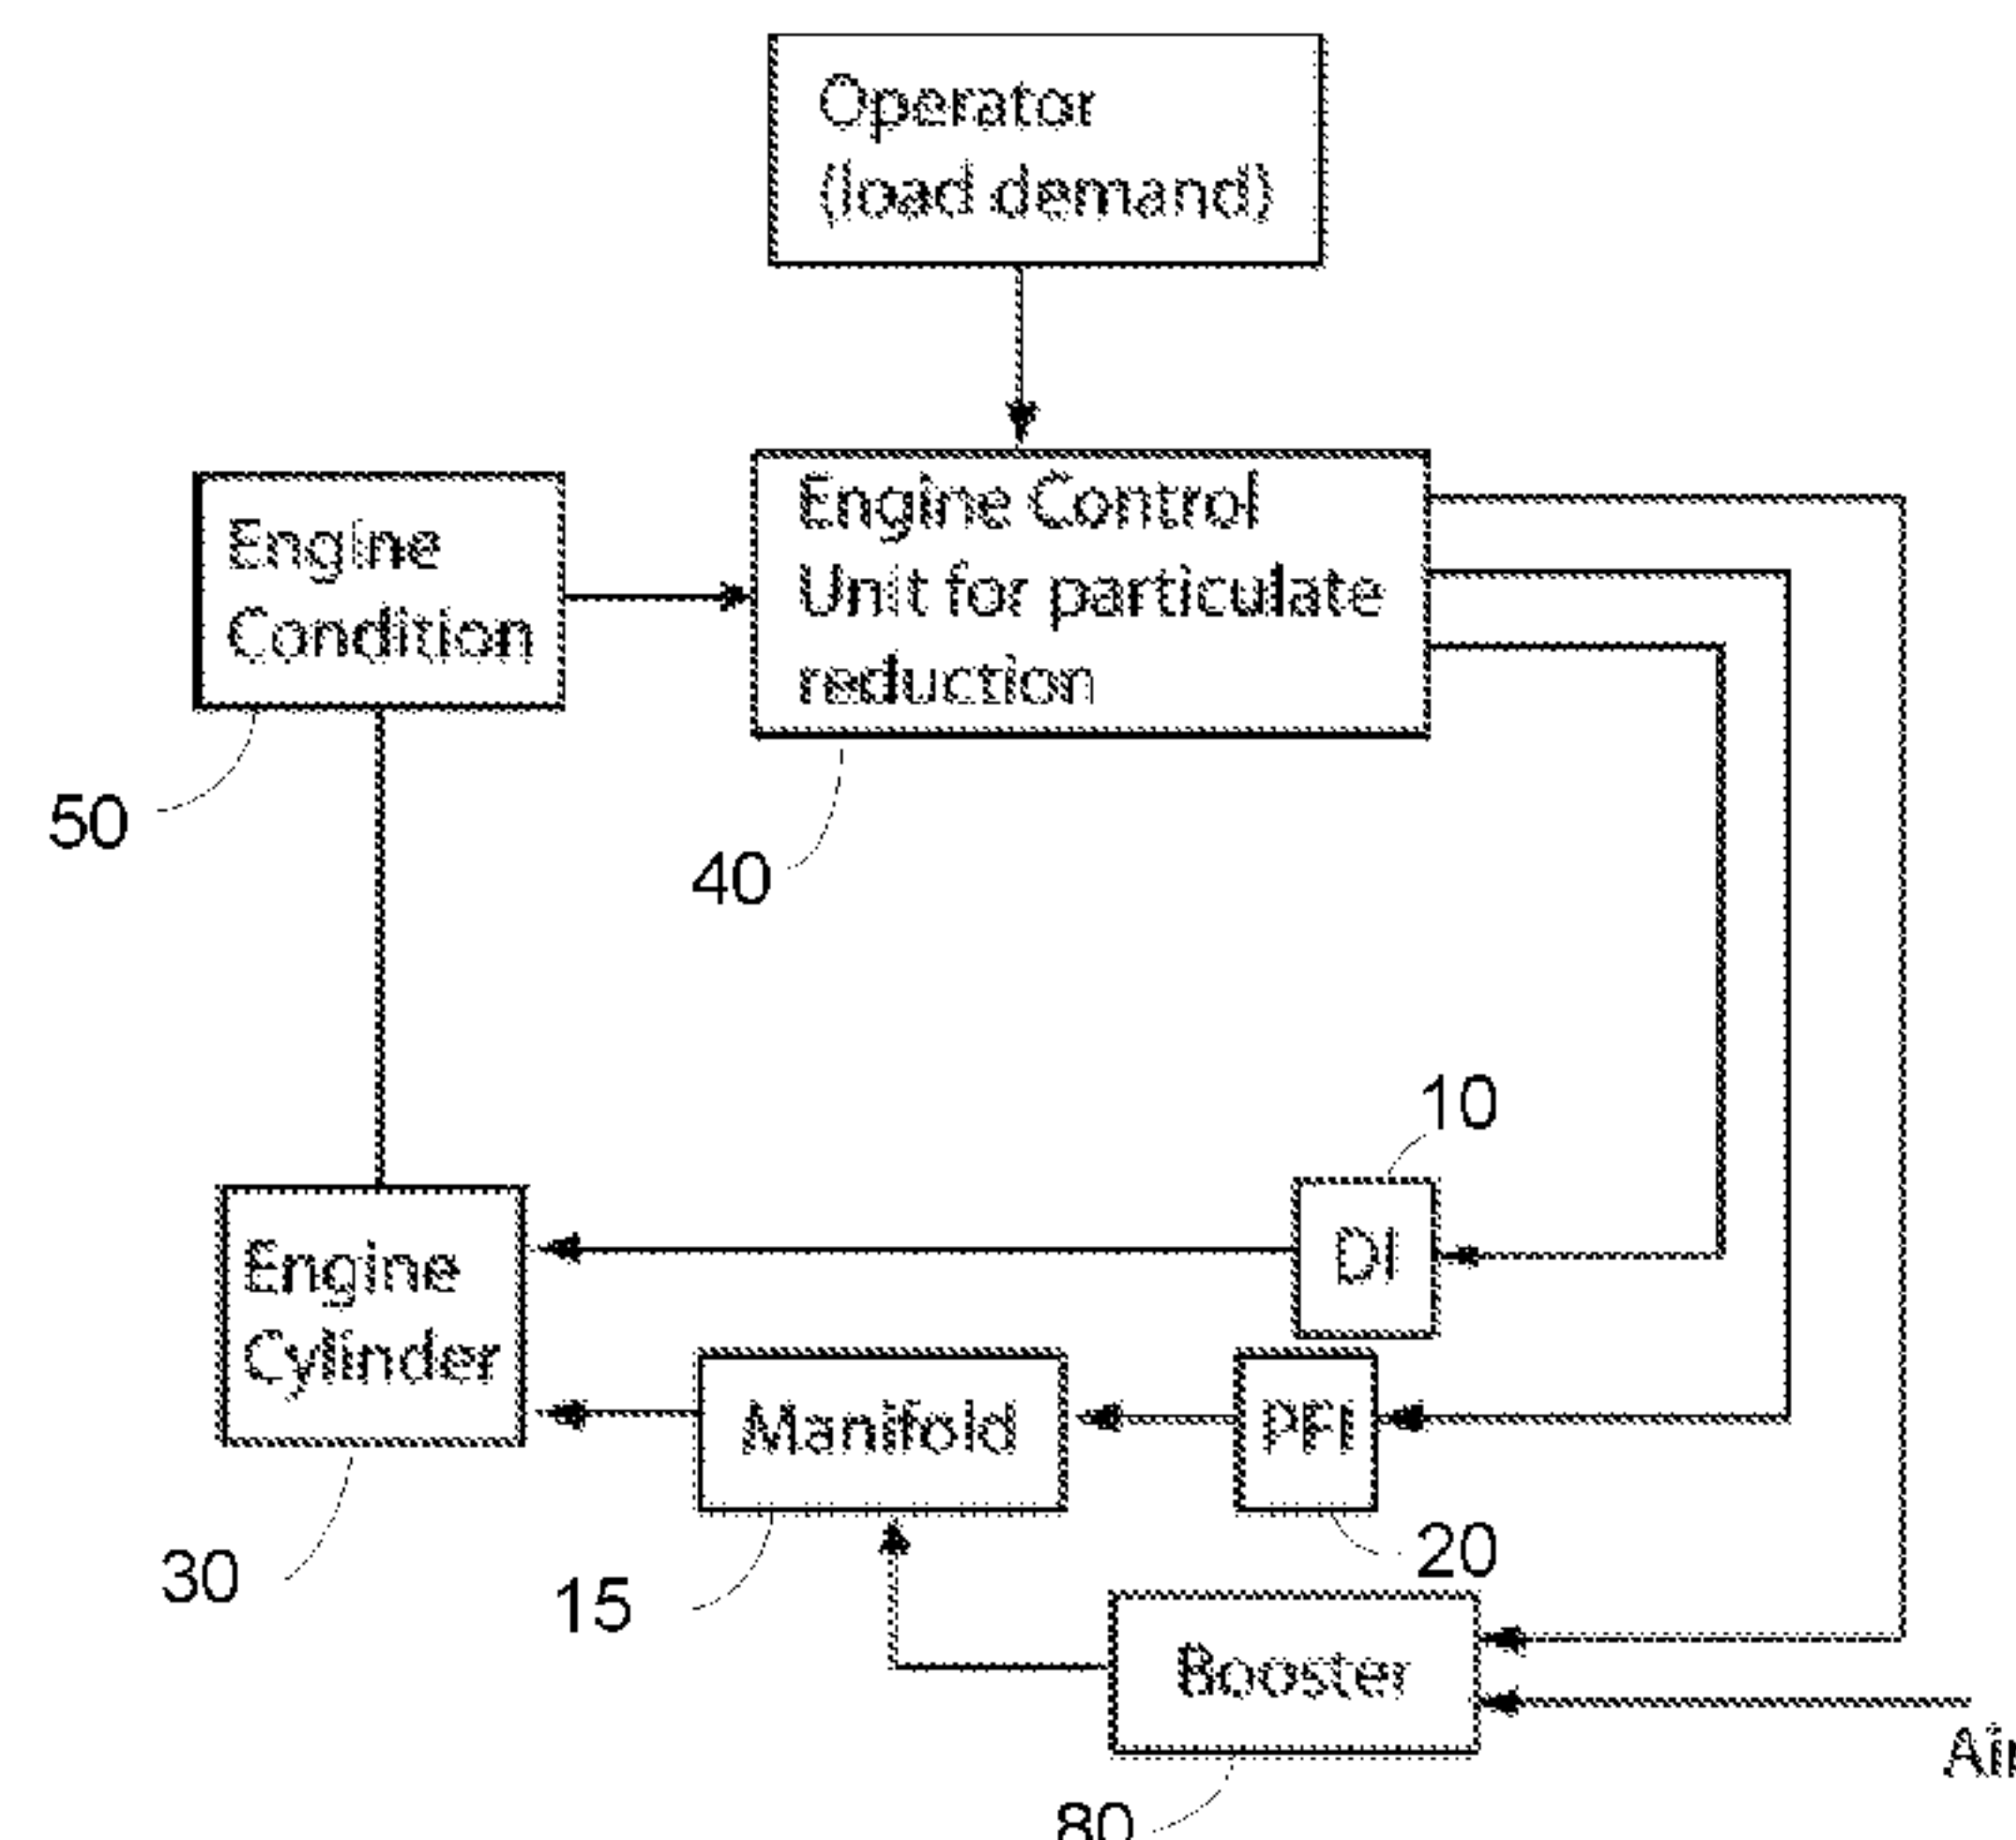 Operator
(load demand)
Engine
Condition
Engine Control
Unit for particulate
reduction
50
40
10
Engine
Cylinder
DI
Manifold
PFI
30
15
20
Booster
Air
80